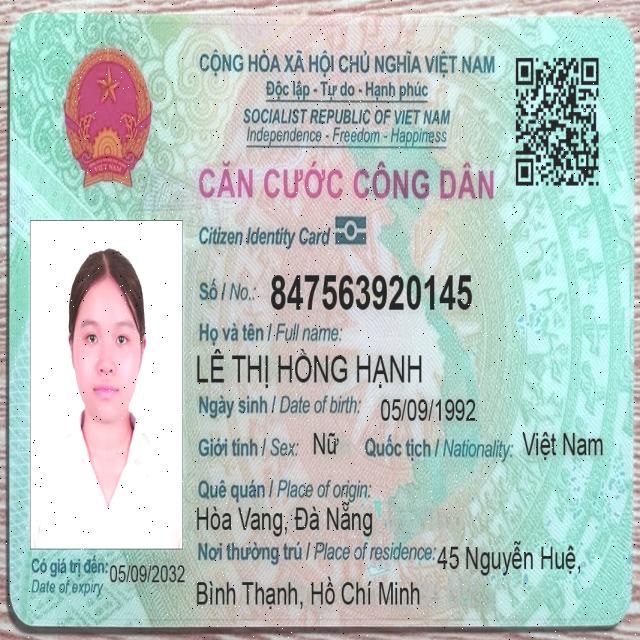 CỘNG HÒA XÃ HỘI CHỦ NGHĨA VIỆT NAM
Độc lập - Tự do - Hạnh phúc
SOCIALIST REPUBLIC OF VIET NAM
Independence - Freedom - Happiness
CĂN CƯỚC CÔNG DÂN
Citizen Identity Card
Số / No.: 847563920145
Họ và tên / Full name:
LÊ THỊ HỒNG HẠNH
Ngày sinh / Date of birth: 05/09/1992
Giới tính / Sex: Nữ Quốc tịch / Nationality: Việt Nam
Quê quán / Place of origin:
Hòa Vang, Đà Nẵng
Nơi thường trú / Place of residence: 45 Nguyễn Huệ,
Bình Thạnh, Hồ Chí Minh
Có giá trị đến: 05/09/2032
Date of expiry